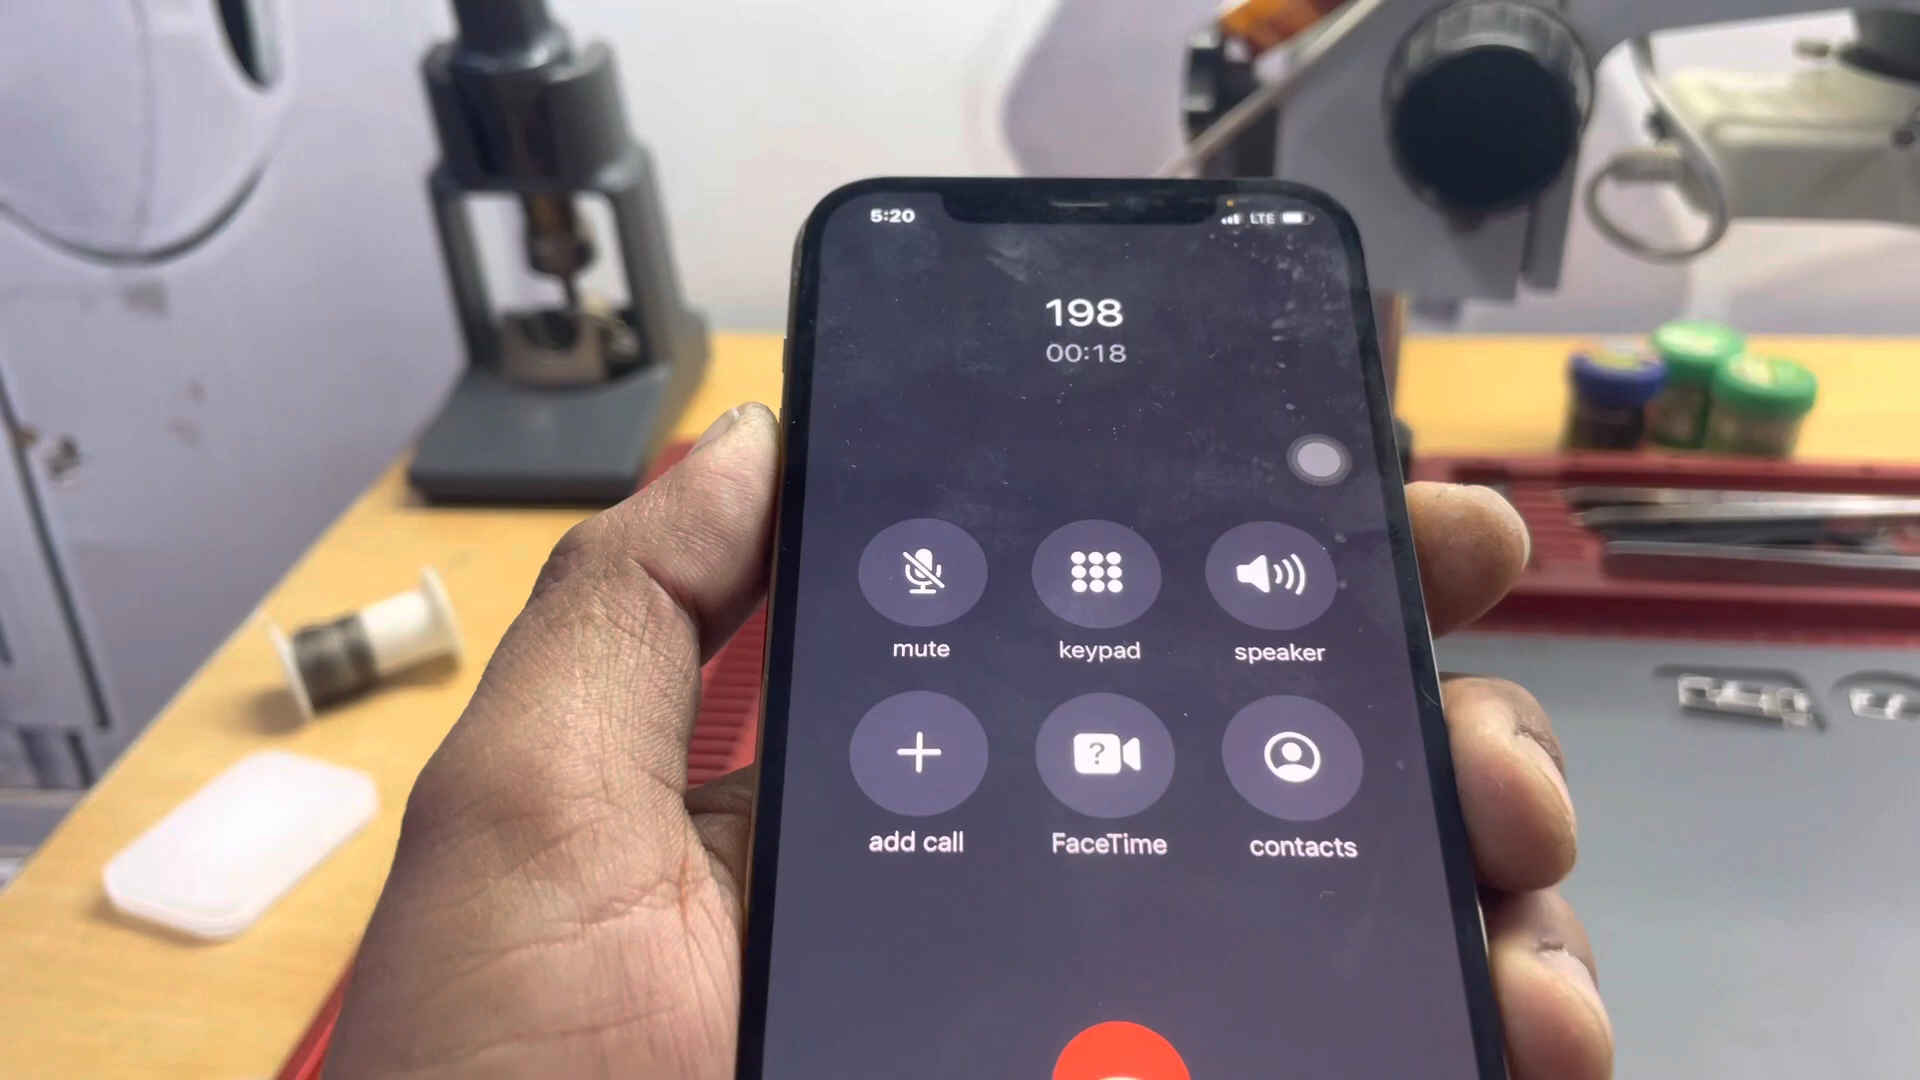 5:20 LTE
198
00:18
mute keypad speaker
?
add call FaceTime contacts